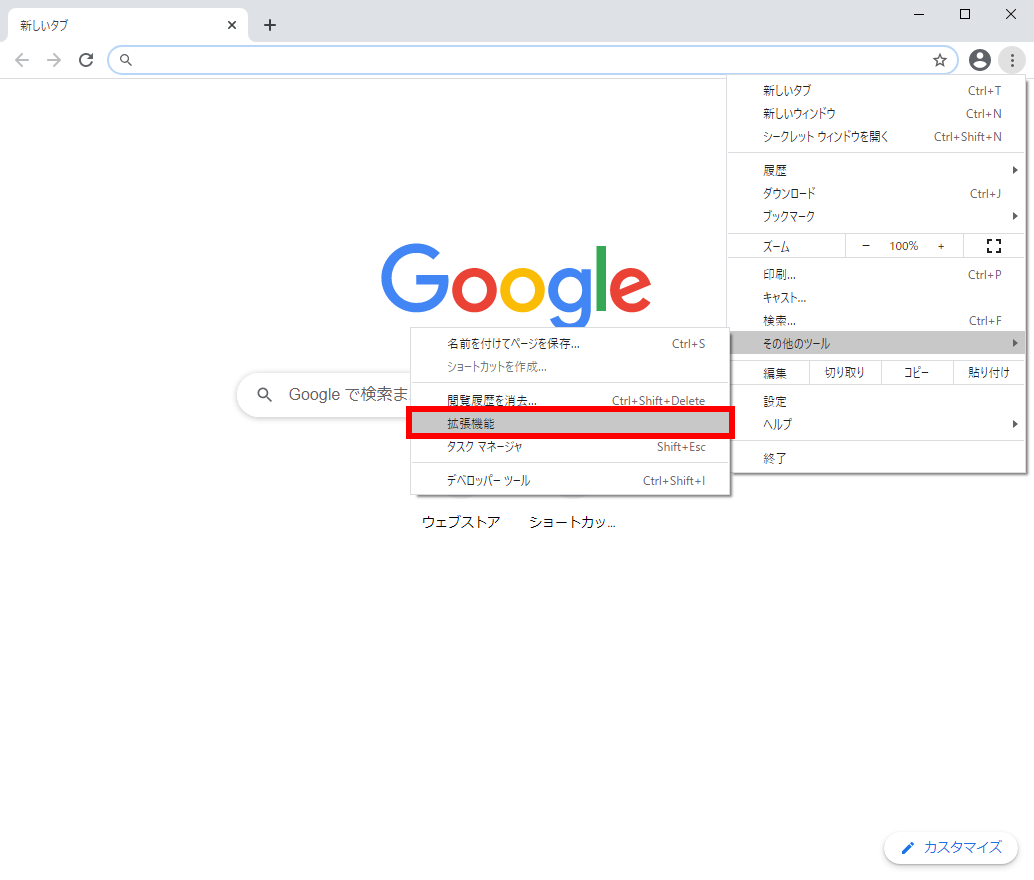 新しいタブ
新しいタブ Ctrl+T
新しいウィンドウ Ctrl+N
シークレット ウィンドウを開く Ctrl+Shift+N
履歴
ダウンロード Ctrl+J
ブックマーク
ズーム − 100% +
印刷... Ctrl+P
キャスト...
検索... Ctrl+F
その他のツール
編集 切り取り コピー 貼り付け
設定
ヘルプ
終了
Google
名前を付けてページを保存... Ctrl+S
ショートカットを作成...
閲覧履歴を消去... Ctrl+Shift+Delete
拡張機能
タスク マネージャ Shift+Esc
デベロッパー ツール Ctrl+Shift+I
Google で検索ま
ウェブストア ショートカッ...
カスタマイズ